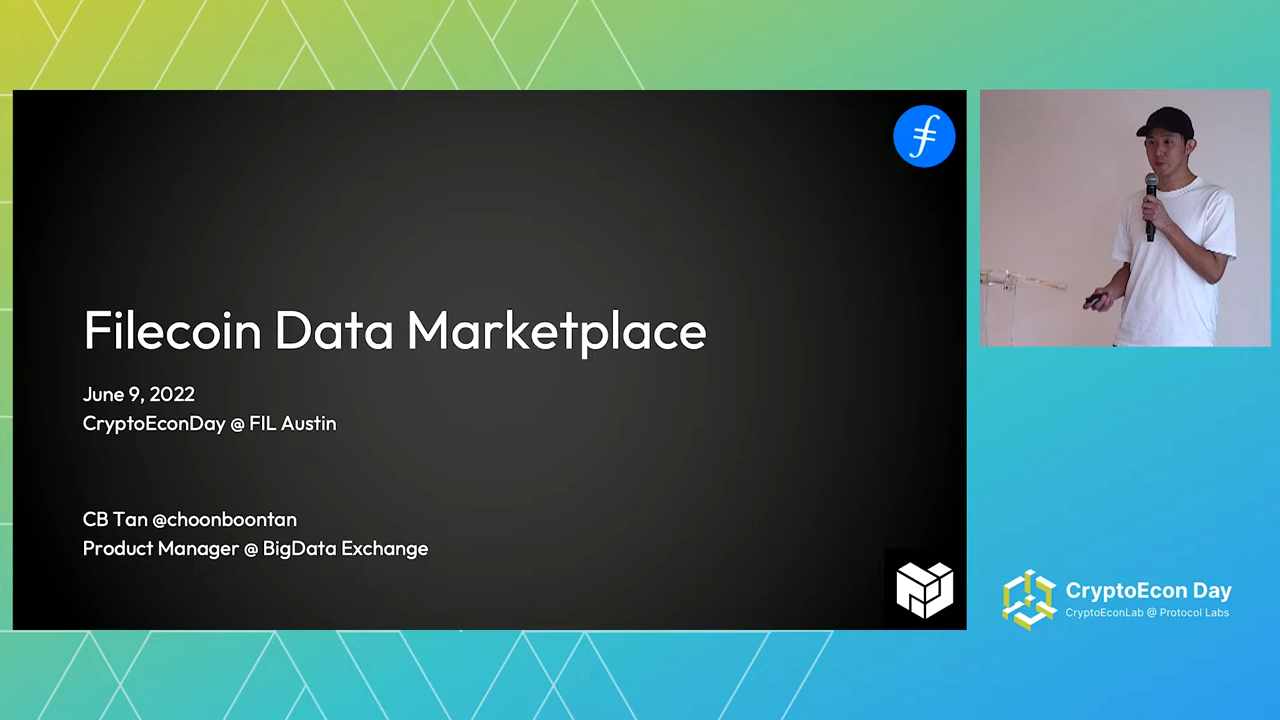 Filecoin Data Marketplace
June 9, 2022
CryptoEconDay @ FIL Austin
CB Tan @choonboontan
Product Manager @ BigData Exchange
CryptoEcon Day
CryptoEconLab @ Protocol Labs